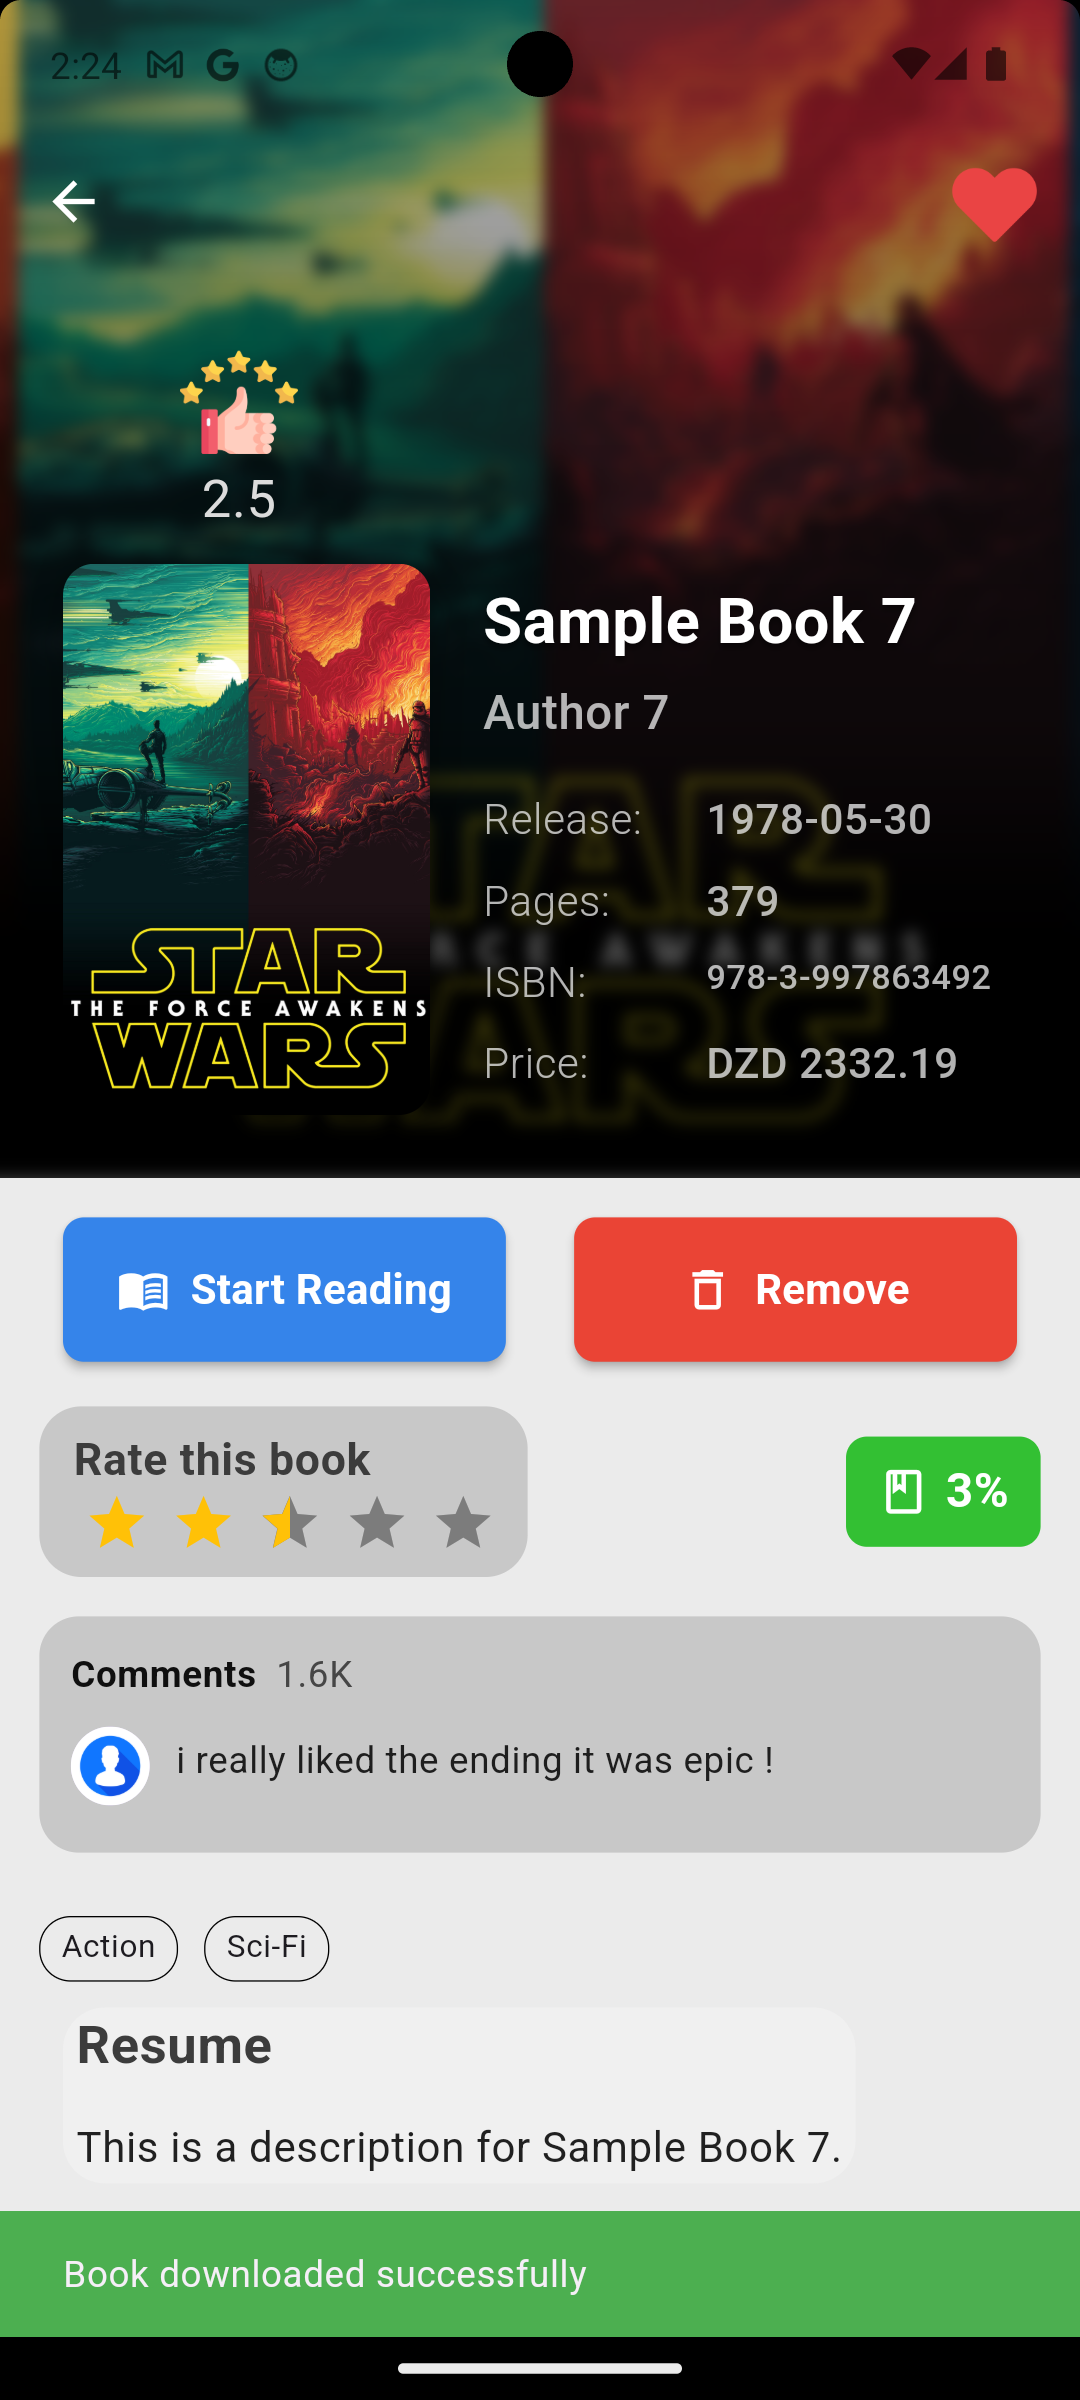 2:24
2.5
Sample Book 7
Author 7
Release: 1978-05-30
Pages: 379
ISBN: 978-3-997863492
Price: DZD 2332.19
STAR
THE FORCE AWAKENS
WARS
Start Reading
Remove
Rate this book
3%
Comments 1.6K
i really liked the ending it was epic !
Action
Sci-Fi
Resume
This is a description for Sample Book 7.
Book downloaded successfully